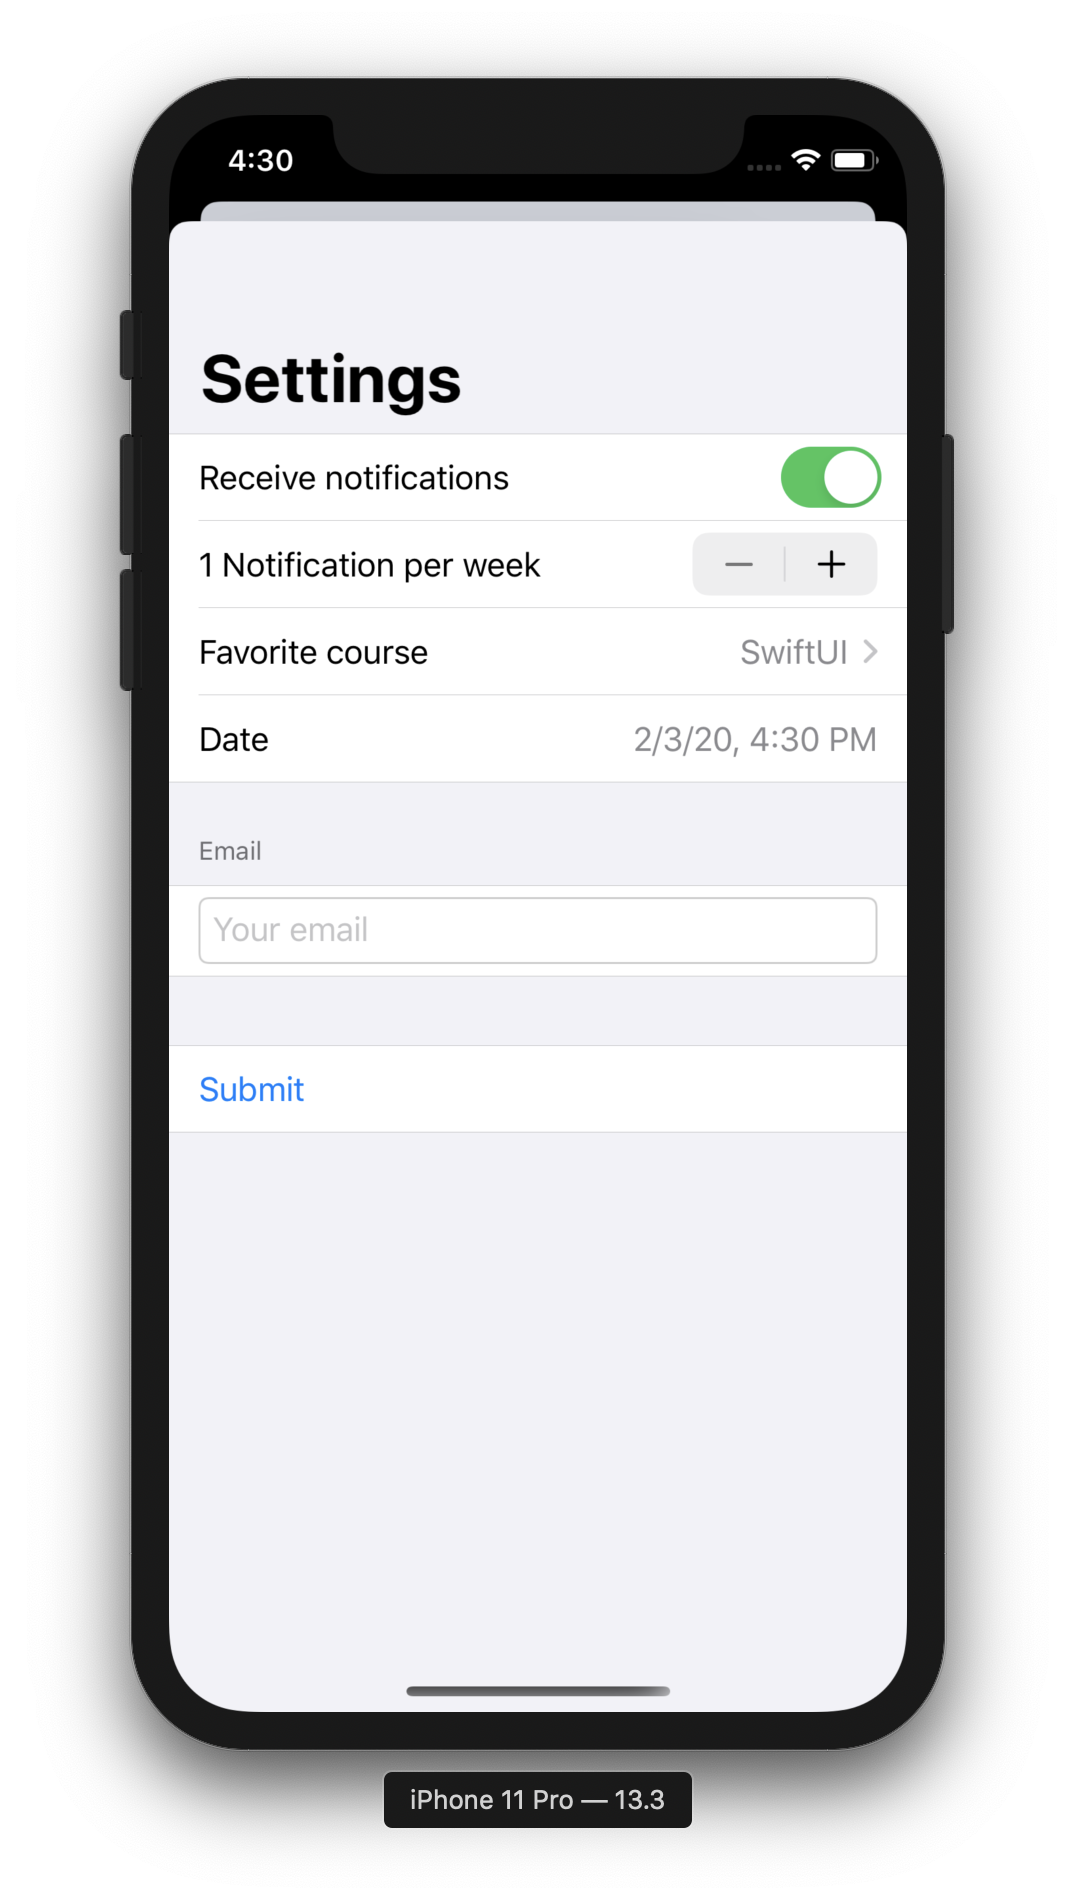 4:30
Settings
Receive notifications
1 Notification per week
Favorite course SwiftUI
Date 2/3/20, 4:30 PM
Email
Your email
Submit
iPhone 11 Pro — 13.3